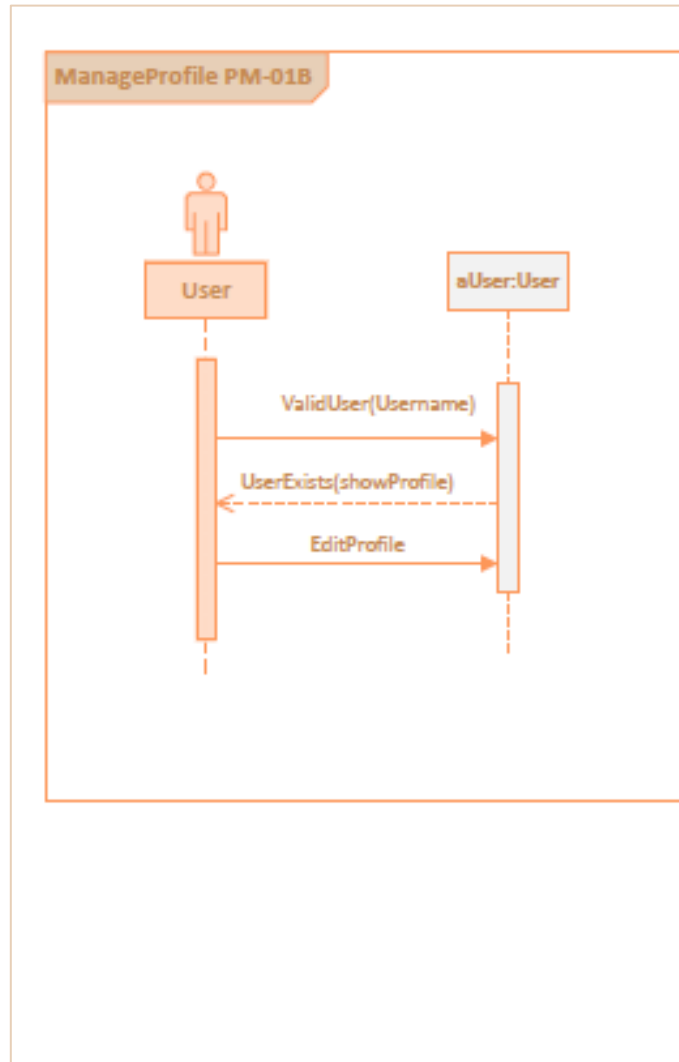 ManageProfile PM-01B
User
aUser:User
ValidUser(Username)
UserExists(showProfile)
EditProfile